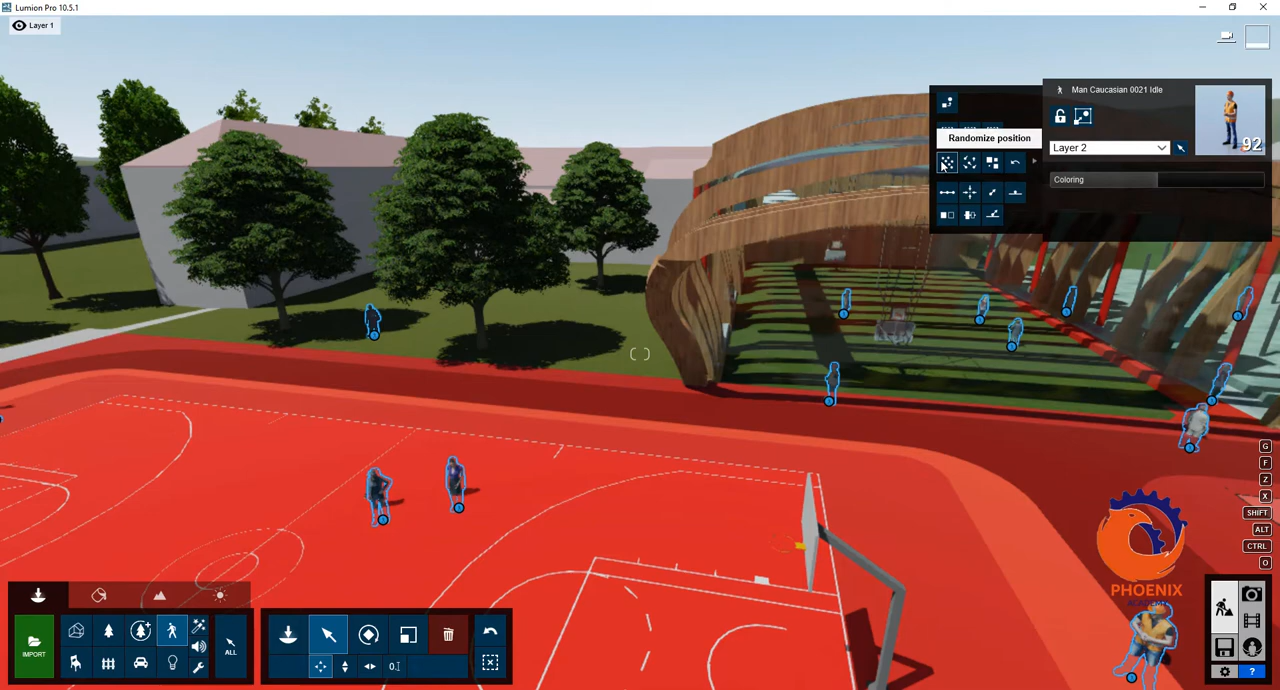 Lumion Pro 10.5.1
Layer 1
Man Caucasian 0021 Idle
Randomize position
Layer 2
92
Coloring
G
F
Z
X
SHIFT
ALT
CTRL
O
PHOENIX
ACADEMY
IMPORT
ALL
?